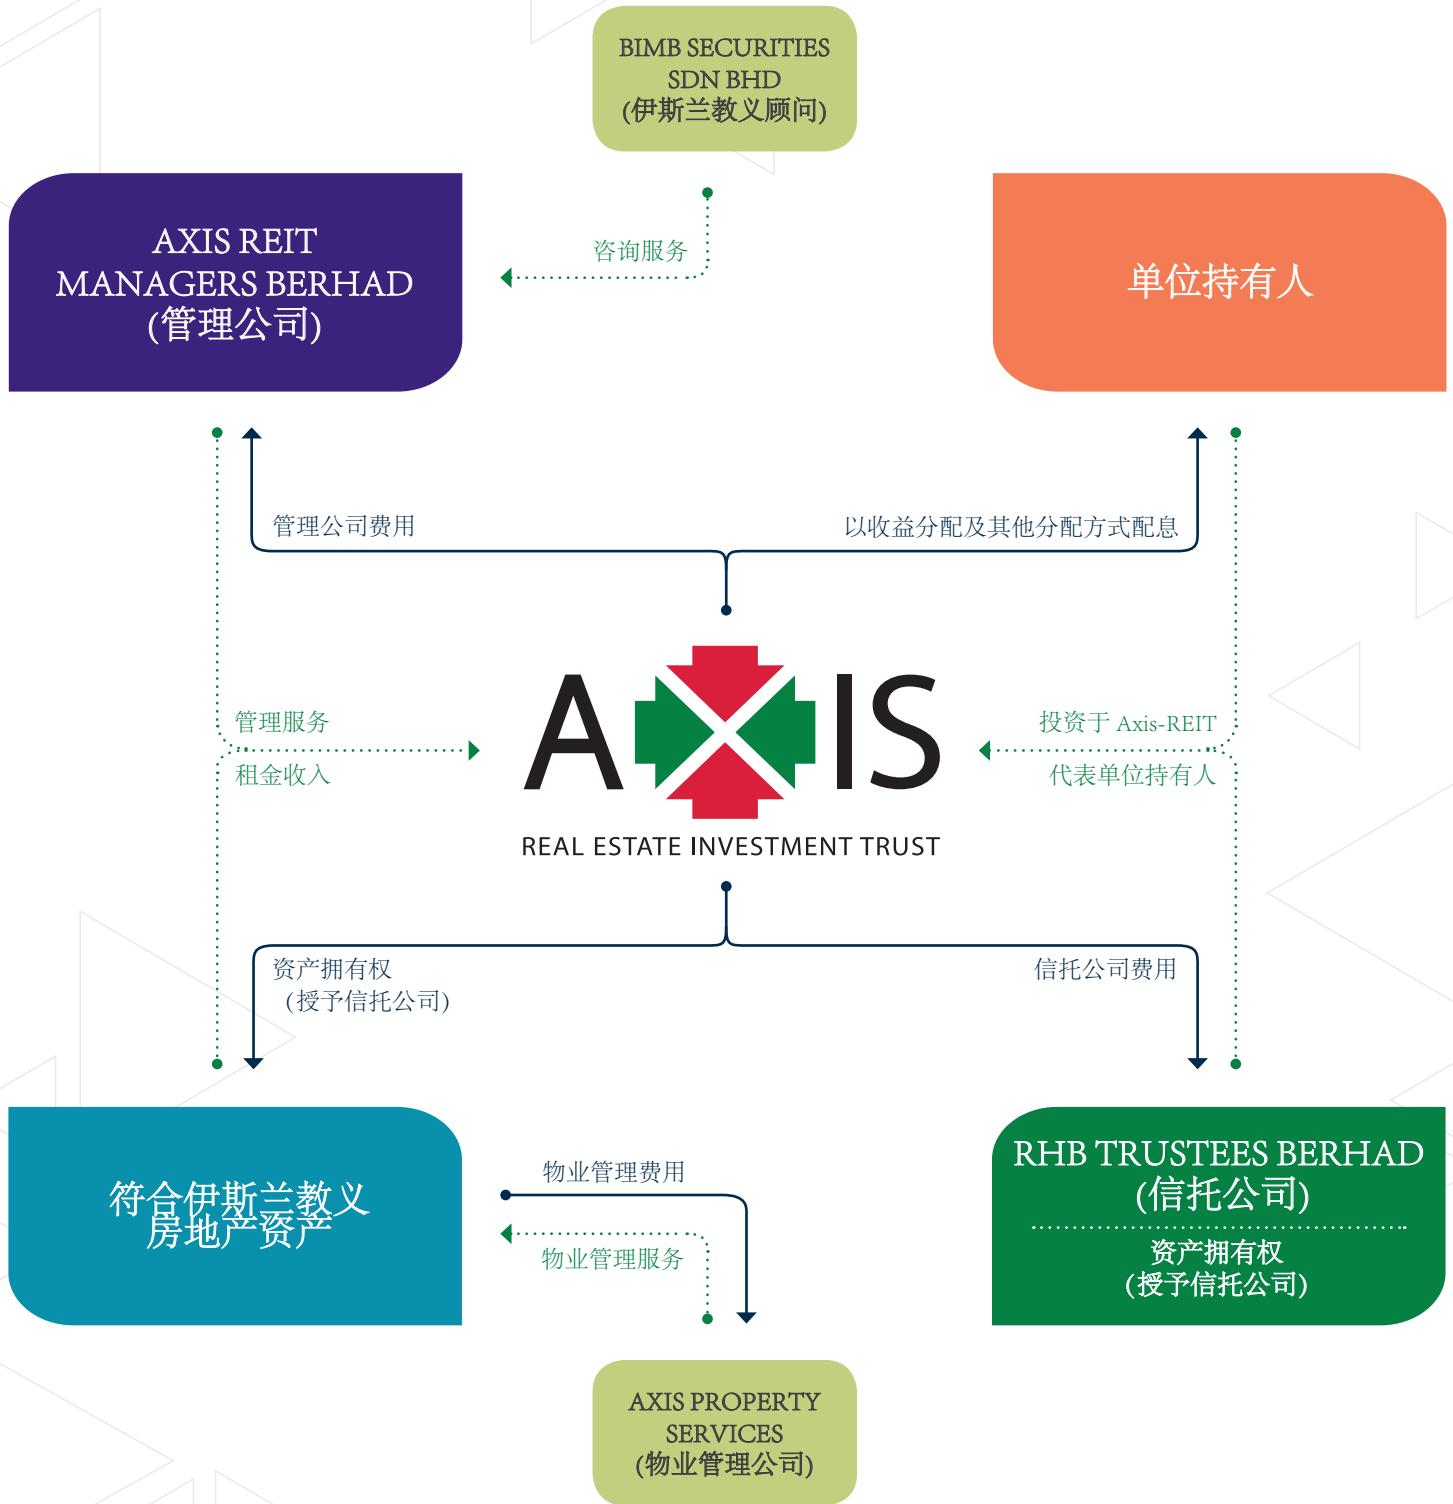 BIMB SECURITIES
SDN BHD
(伊斯兰教义顾问)
AXIS REIT
MANAGERS BERHAD
(管理公司)
咨询服务
单位持有人
管理公司费用
以收益分配及其他分配方式配息
管理服务
租金收入
AXIS
REAL ESTATE INVESTMENT TRUST
投资于 Axis-REIT
代表单位持有人
资产拥有权
(授予信托公司)
信托公司费用
符合伊斯兰教义
房地产资产
物业管理费用
物业管理服务
RHB TRUSTEES BERHAD
(信托公司)
资产拥有权
(授予信托公司)
AXIS PROPERTY
SERVICES
(物业管理公司)